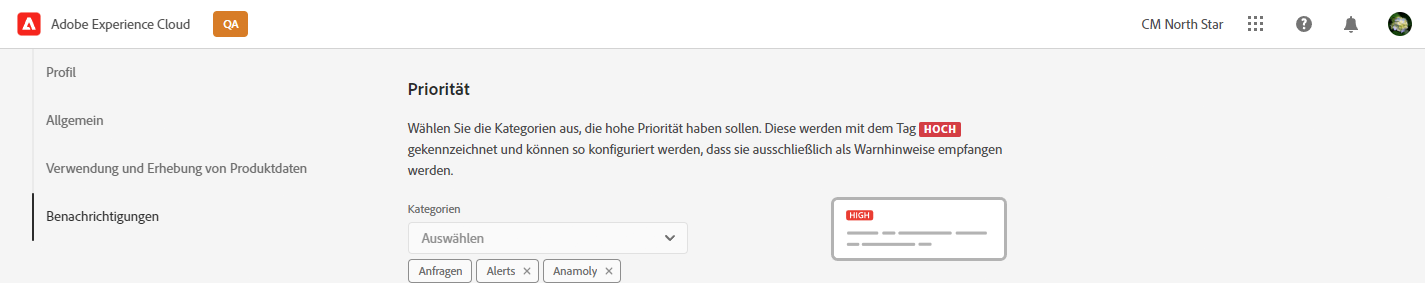 Adobe Experience Cloud QA CM North Star
Profil
Allgemein
Verwendung und Erhebung von Produktdaten
Benachrichtigungen
Priorität
Wählen Sie die Kategorien aus, die hohe Priorität haben sollen. Diese werden mit dem Tag HOCH
gekennzeichnet und können so konfiguriert werden, dass sie ausschließlich als Warnhinweise empfangen
werden.
Kategorien
Auswählen
Anfragen Alerts Anamoly
HIGH